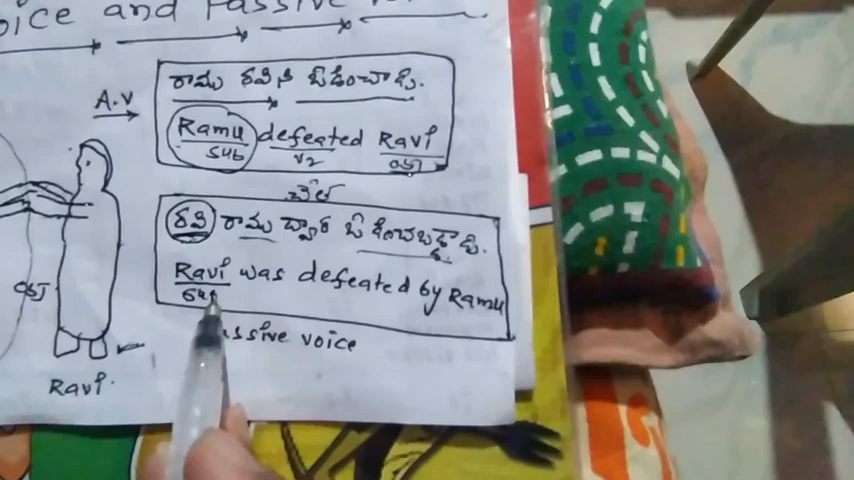 oice and Passive
A.V
రాము రవిని ఓడించాడు.
Ramu defeated Ravi
Sub V2 obj
చేత
రవి రాము ద్వార ఓడించబడ్డాడు.
Ravi was defeated by Ramu
Sub
obj
assive voice
Ravi.